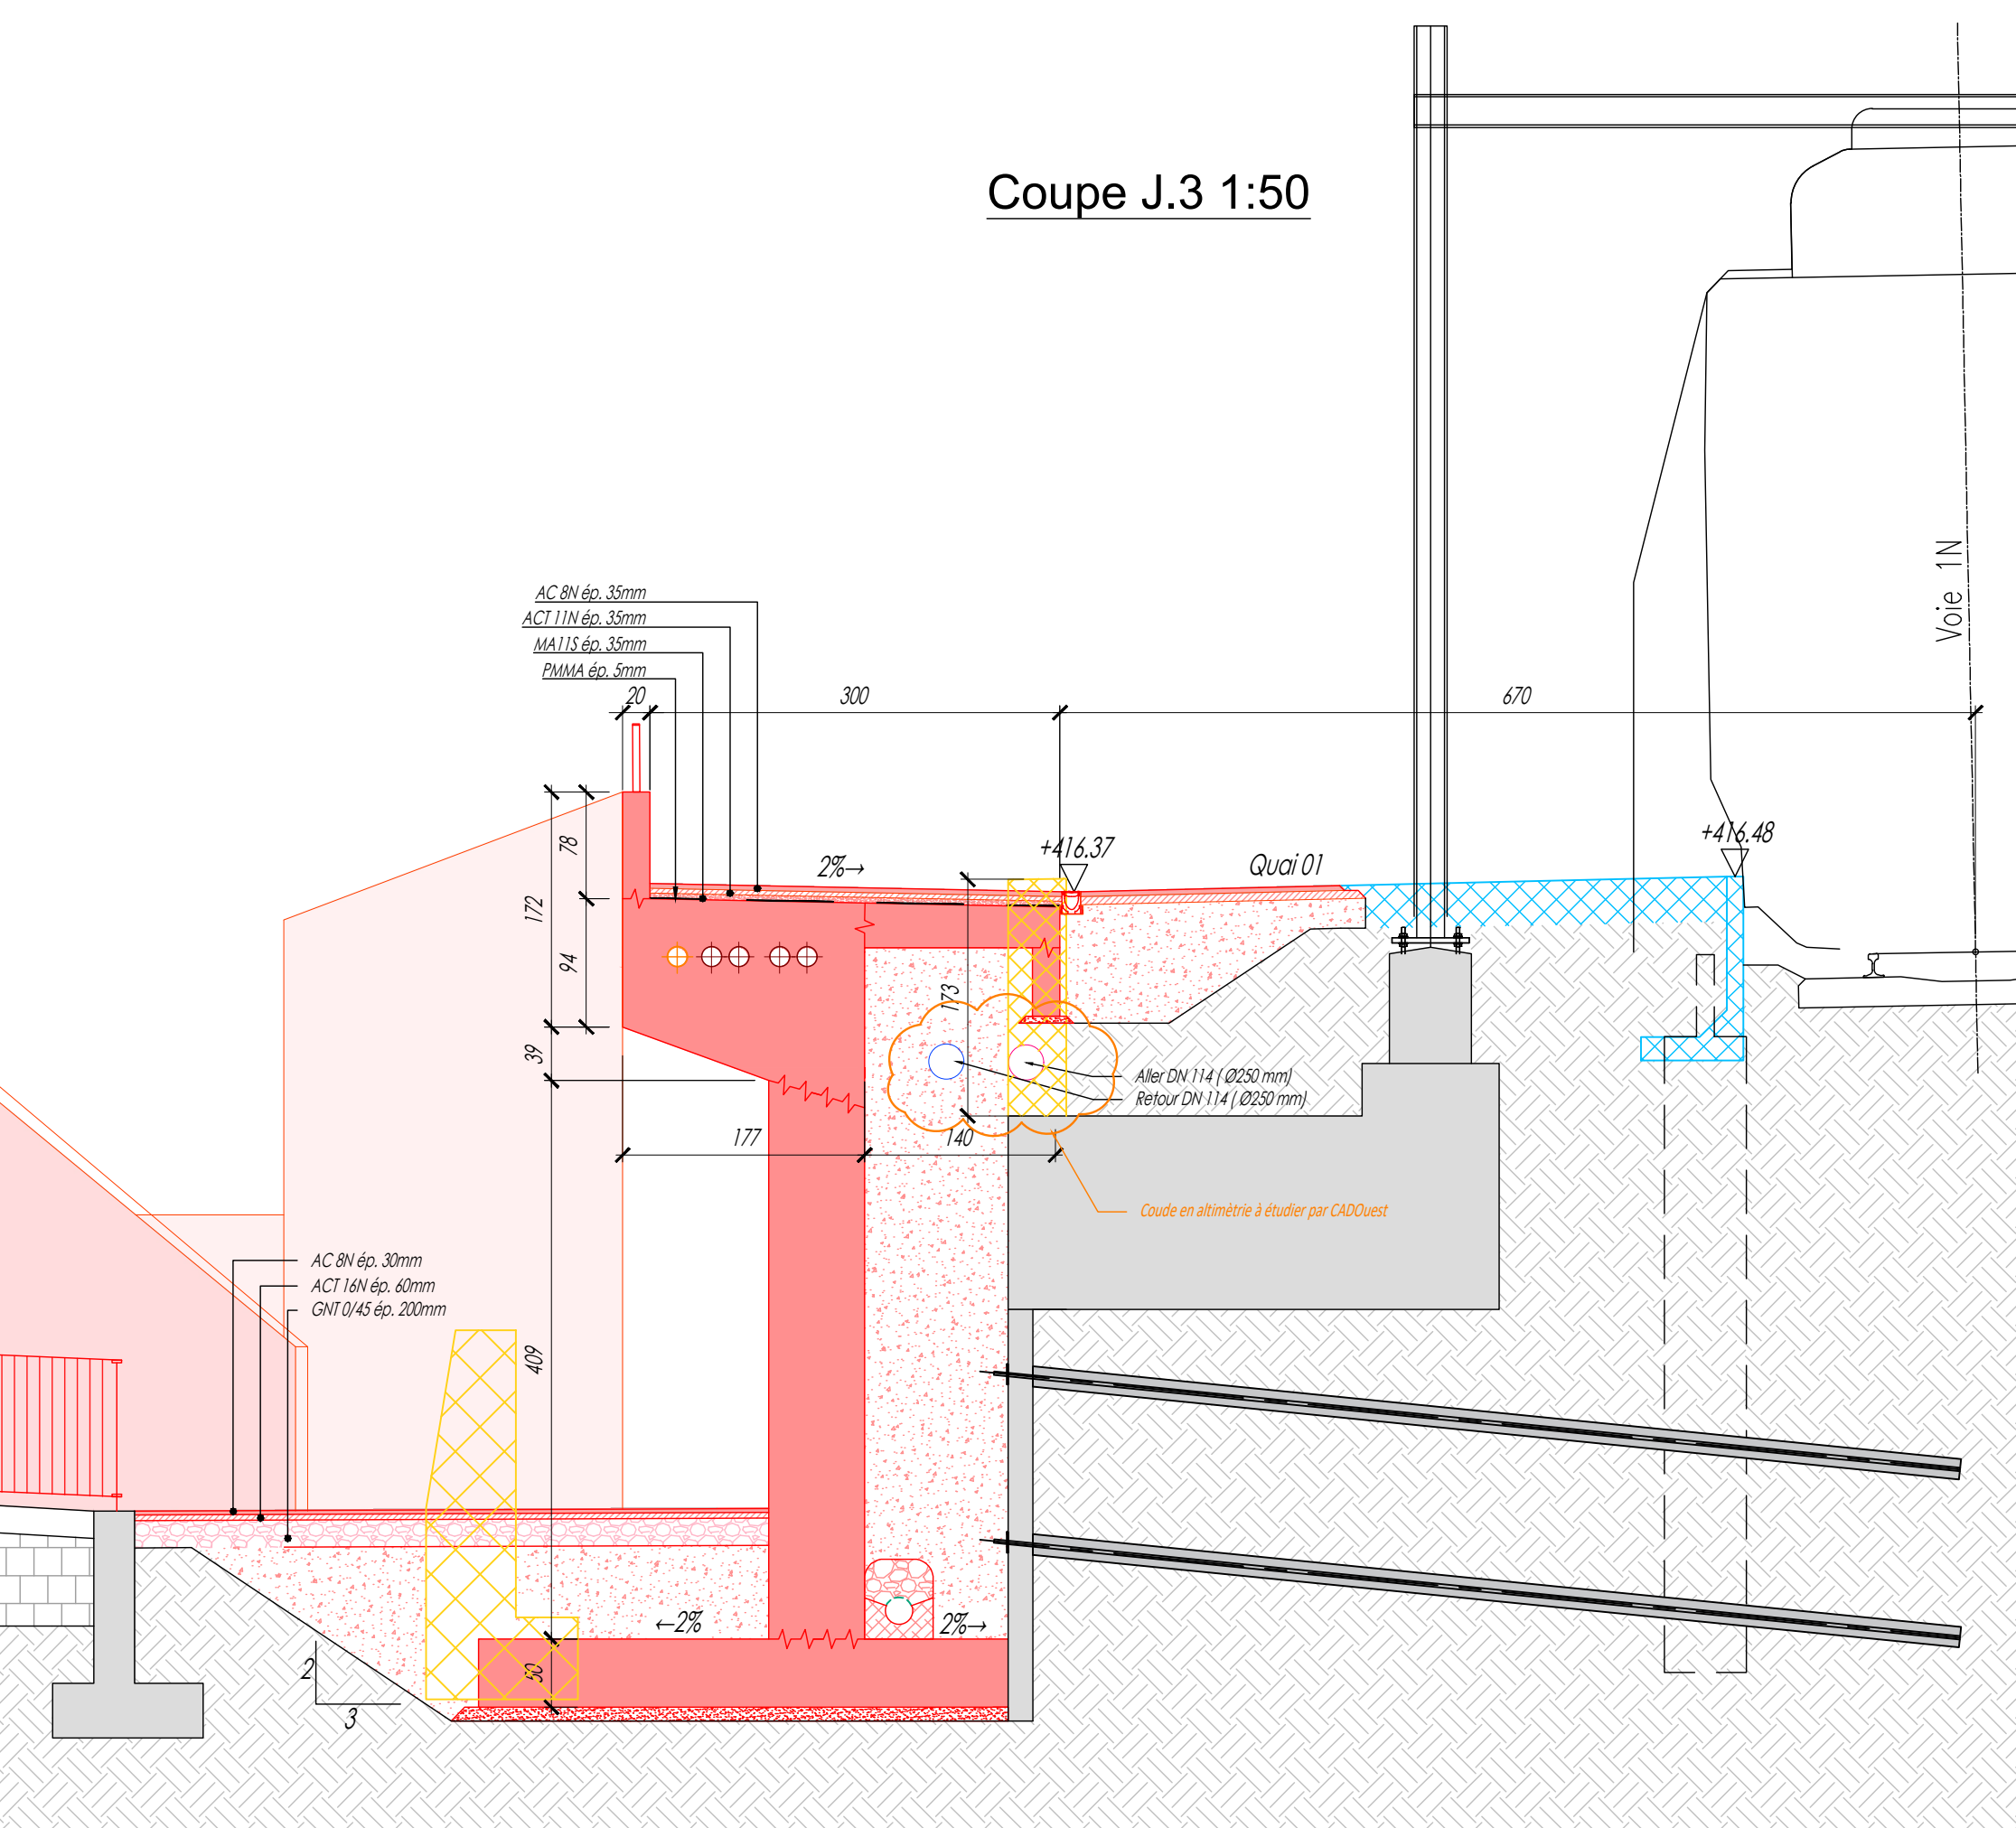 Coupe J.3 1:50
Voie 1N
AC 8N ép. 35mm
ACT 11N ép. 35mm
MA11S ép. 35mm
PMMA ép. 5mm
20
300
670
78
172
94
39
2%→
+416.37
Quai 01
+416.48
173
Aller DN 114 ( Ø250 mm)
Retour DN 114 ( Ø250 mm)
177
140
Coude en altimètrie à étudier par CADOuest
AC 8N ép. 30mm
ACT 16N ép. 60mm
GNT 0/45 ép. 200mm
409
←2%
2%→
50
2
3